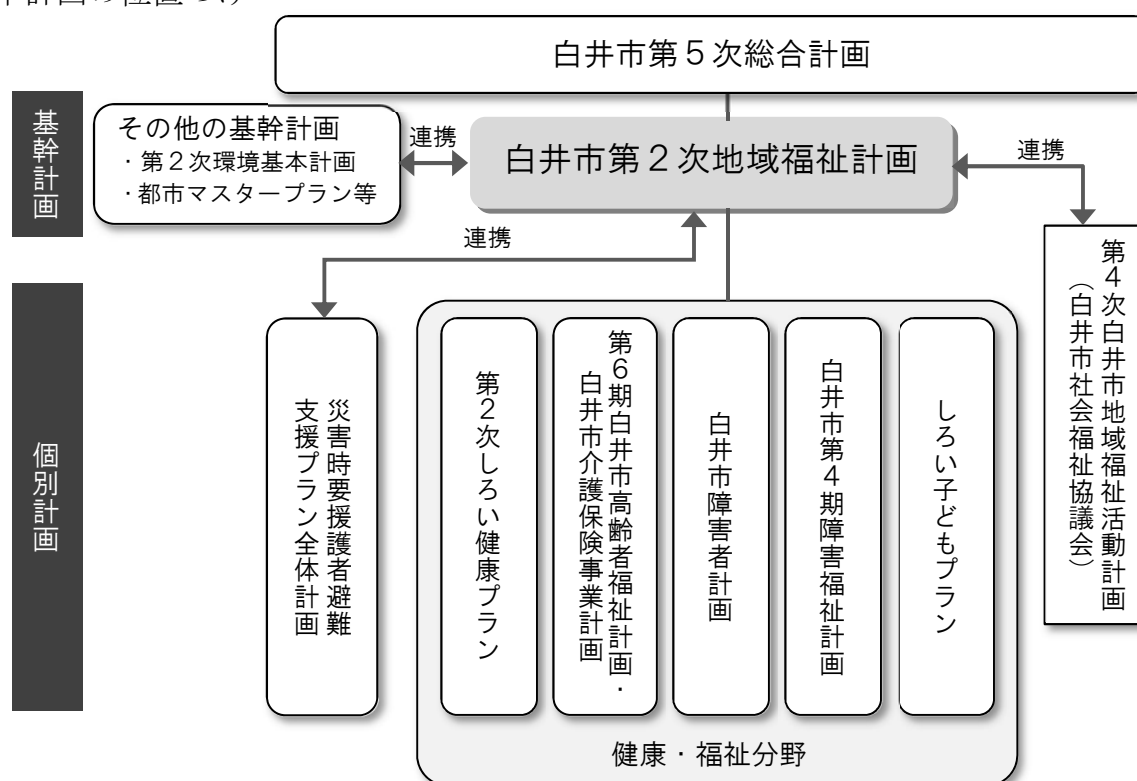 白井市第５次総合計画
基幹計画
その他の基幹計画
・第２次環境基本計画
・都市マスタープラン等
連携
白井市第２次地域福祉計画
連携
連携
個別計画
災害時要援護者避難
支援プラン全体計画
第２次しろい健康プラン
第６期白井市高齢者福祉計画・
白井市介護保険事業計画
白井市障害者計画
白井市第４期障害福祉計画
しろい子どもプラン
第４次白井市地域福祉活動計画
（白井市社会福祉協議会）
健康・福祉分野